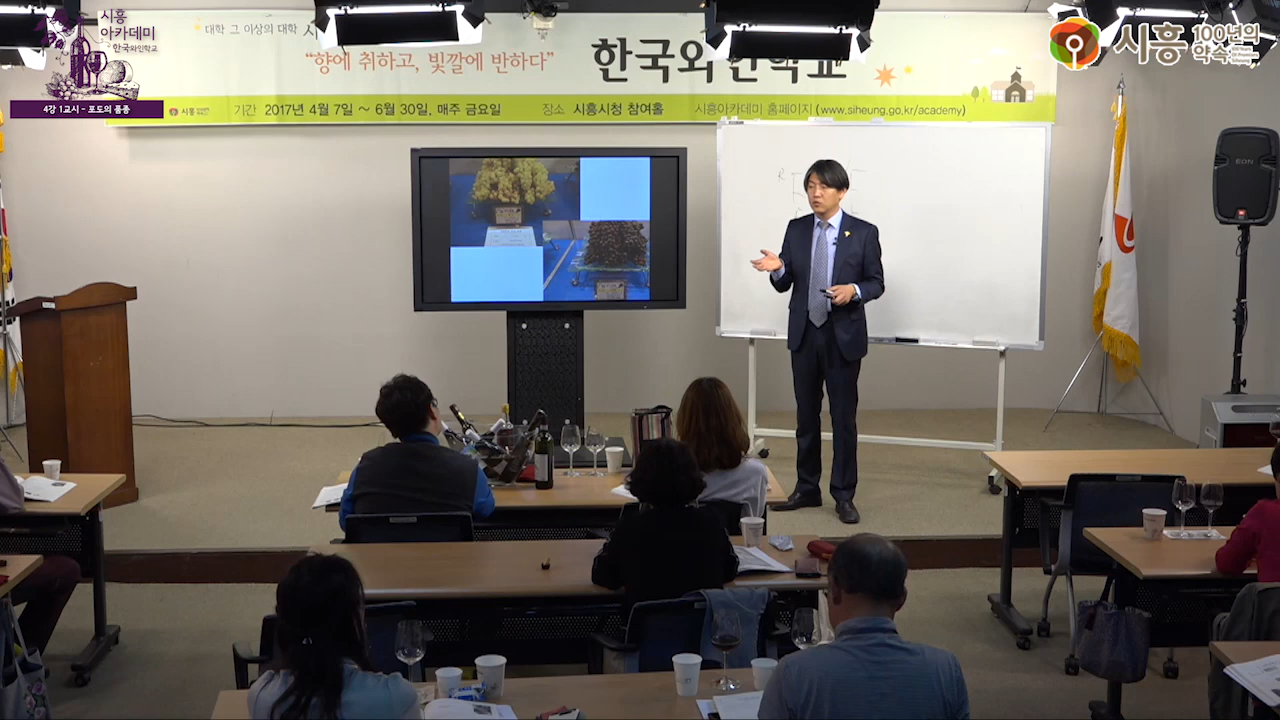 시흥
아카데미
한국와인학교
4강 1교시 - 포도의 품종
대학 그 이상의 대학 시
“향에 취하고, 빛깔에 반하다”
한국와인학교
시흥
기간 2017년 4월 7일 ~ 6월 30일, 매주 금요일 장소 시흥시청 참여홀 시흥아카데미 홈페이지 (www.siheung.go.kr/academy)
시흥 100년의
약속
R
EON